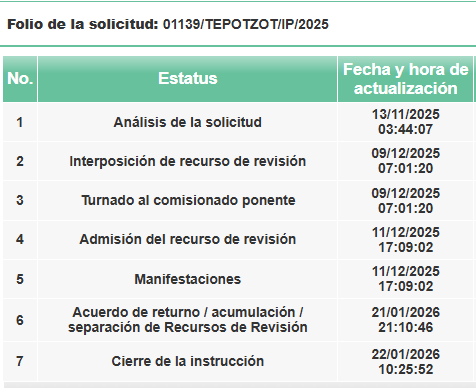 Folio de la solicitud: 01139/TEPOTZOT/IP/2025
No. Estatus Fecha y hora de actualización
1 Análisis de la solicitud 13/11/2025 03:44:07
2 Interposición de recurso de revisión 09/12/2025 07:01:20
3 Turnado al comisionado ponente 09/12/2025 07:01:20
4 Admisión del recurso de revisión 11/12/2025 17:09:02
5 Manifestaciones 11/12/2025 17:09:02
6 Acuerdo de returno / acumulación / separación de Recursos de Revisión 21/01/2026 21:10:46
7 Cierre de la instrucción 22/01/2026 10:25:52